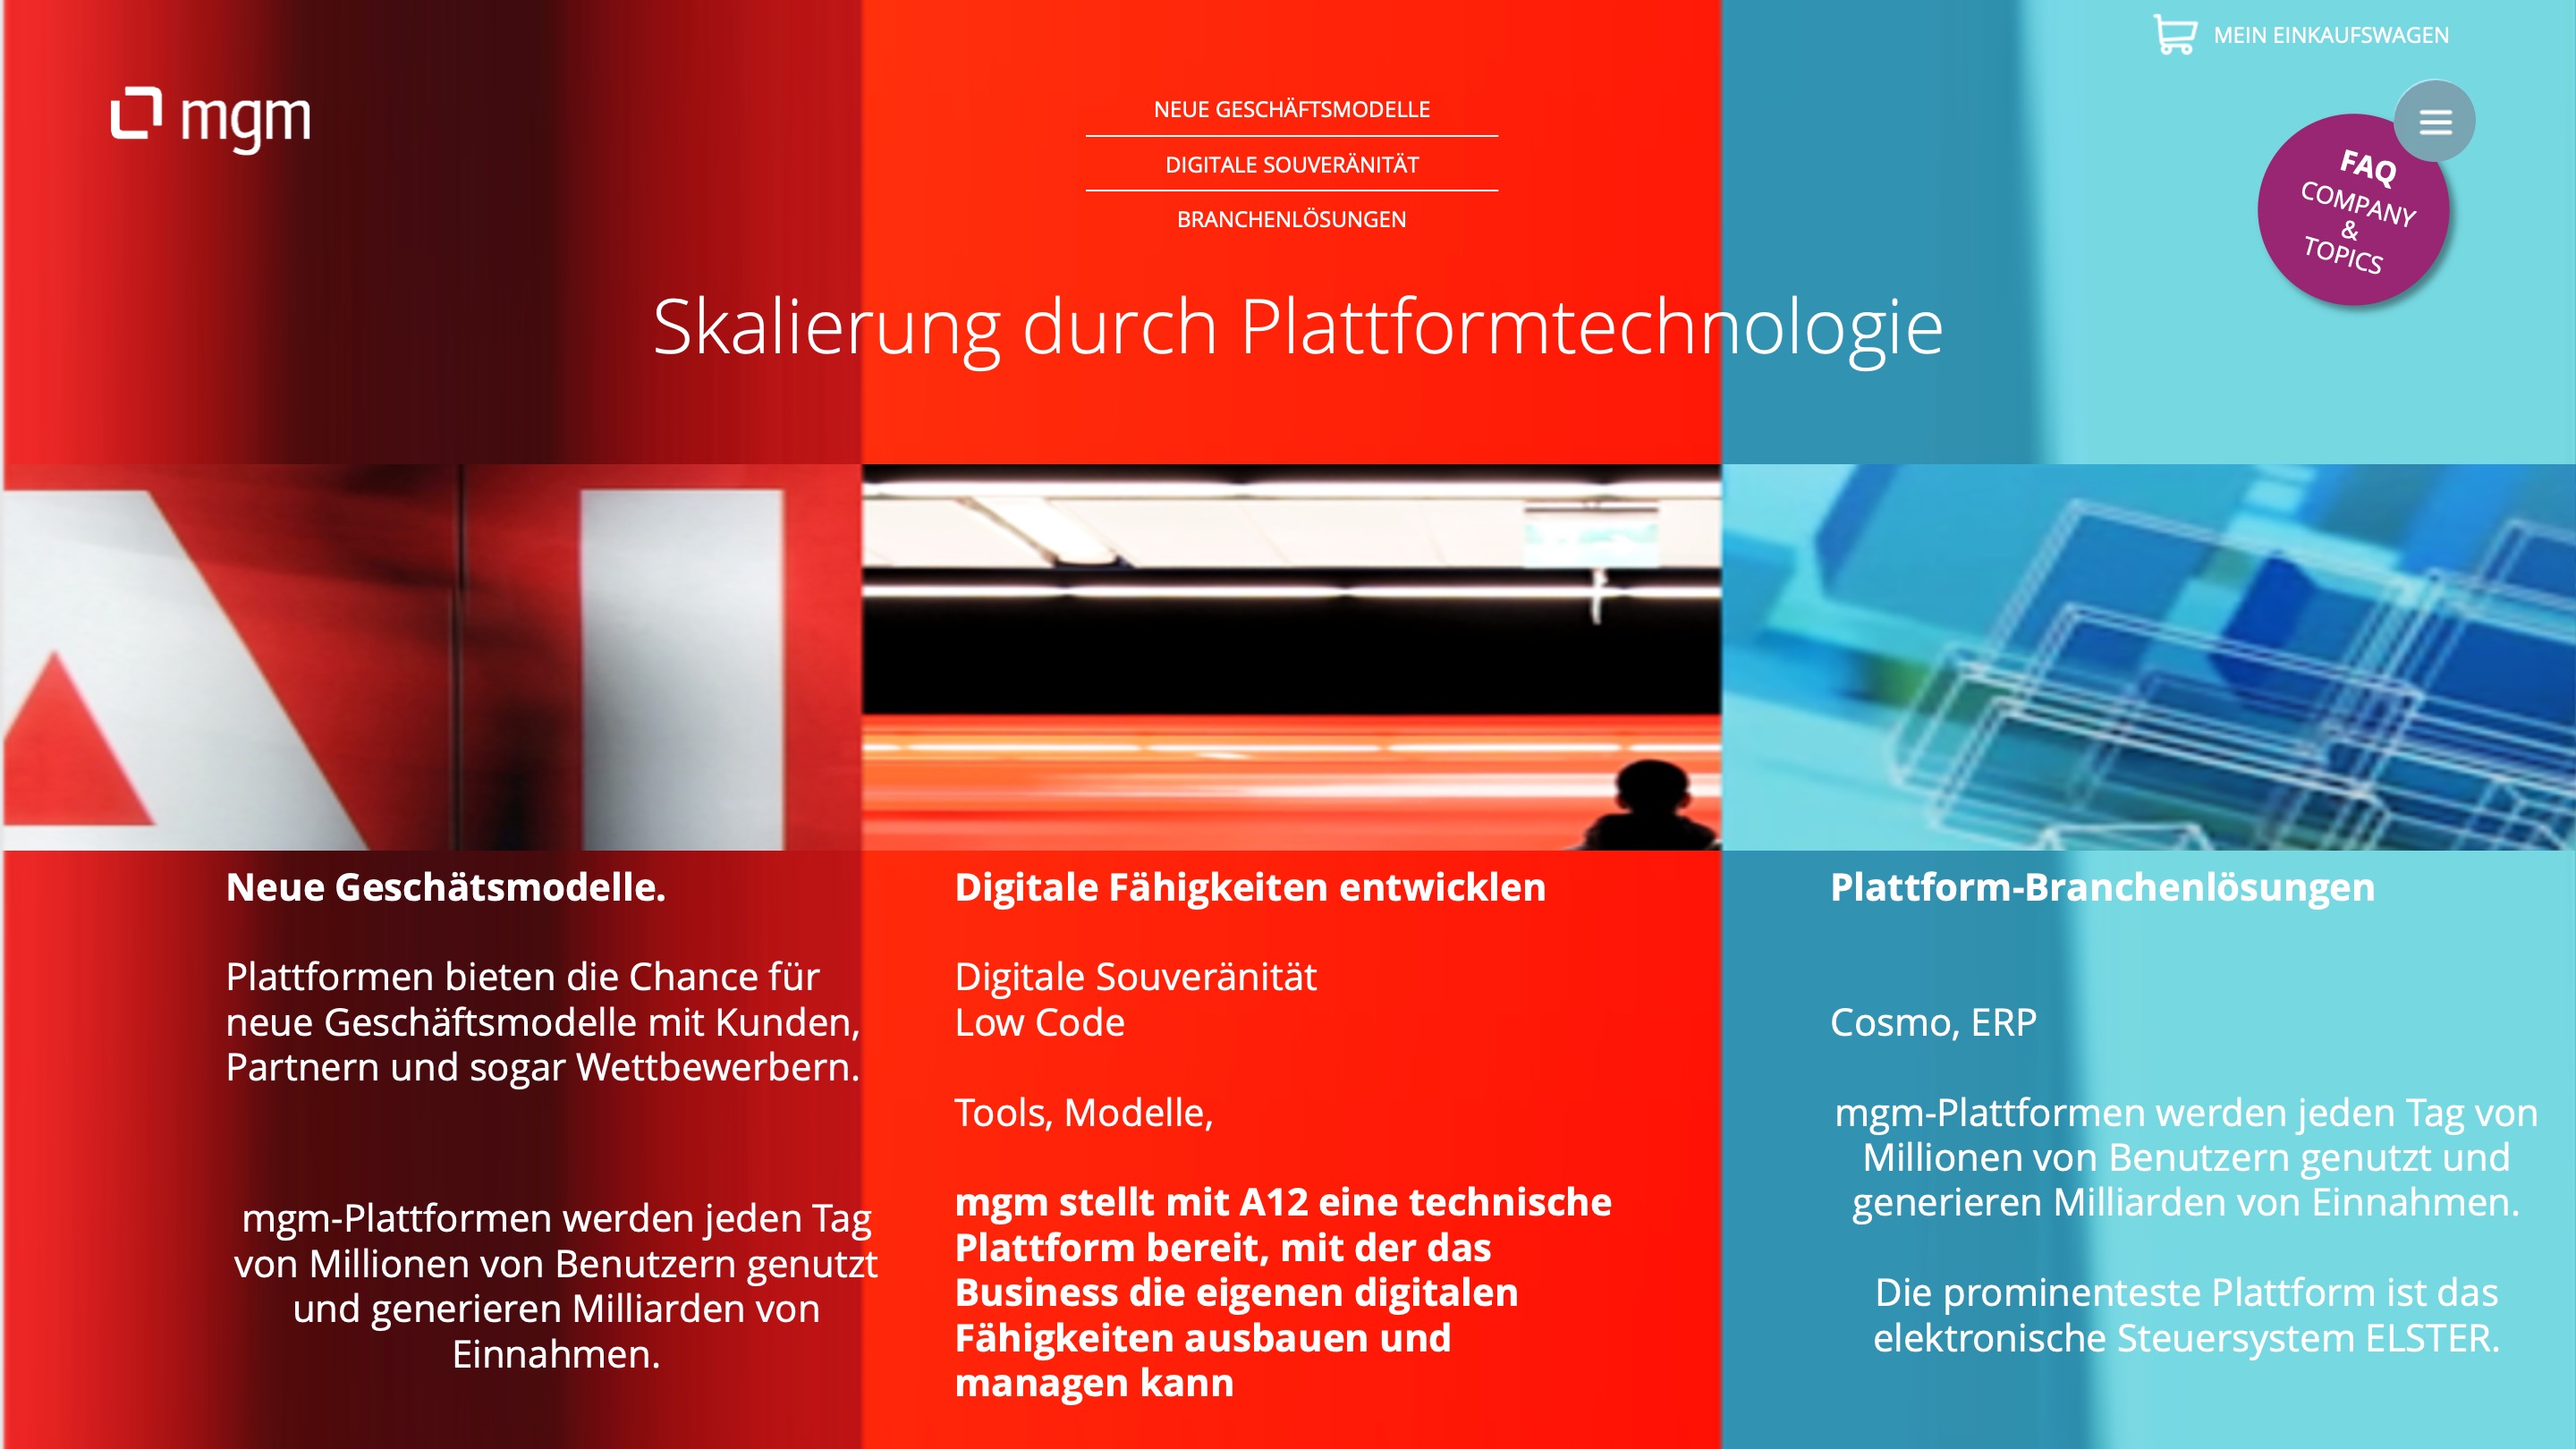 MEIN EINKAUFSWAGEN
mgm
NEUE GESCHÄFTSMODELLE
DIGITALE SOUVERÄNITÄT
BRANCHENLÖSUNGEN
FAQ
COMPANY
&
TOPICS
Skalierung durch Plattformtechnologie
AI
Neue Geschätsmodelle.
Plattformen bieten die Chance für
neue Geschäftsmodelle mit Kunden,
Partnern und sogar Wettbewerbern.
mgm-Plattformen werden jeden Tag
von Millionen von Benutzern genutzt
und generieren Milliarden von
Einnahmen.
Digitale Fähigkeiten entwicklen
Digitale Souveränität
Low Code
Tools, Modelle,
mgm stellt mit A12 eine technische
Plattform bereit, mit der das
Business die eigenen digitalen
Fähigkeiten ausbauen und
managen kann
Plattform-Branchenlösungen
Cosmo, ERP
mgm-Plattformen werden jeden Tag von
Millionen von Benutzern genutzt und
generieren Milliarden von Einnahmen.
Die prominenteste Plattform ist das
elektronische Steuersystem ELSTER.